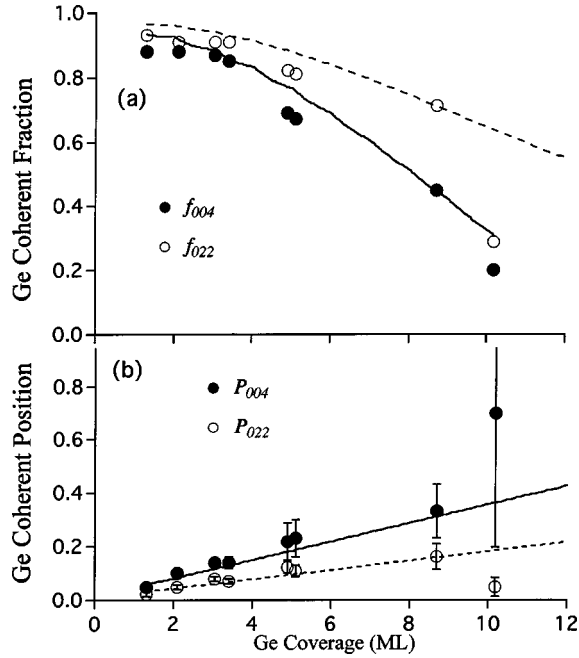 1.0
0.8
0.6
0.4
0.2
0.0
Ge Coherent Fraction
(a)
f004
f022
0.8
0.6
0.4
0.2
0.0
Ge Coherent Position
(b)
P004
P022
0 2 4 6 8 10 12
Ge Coverage (ML)